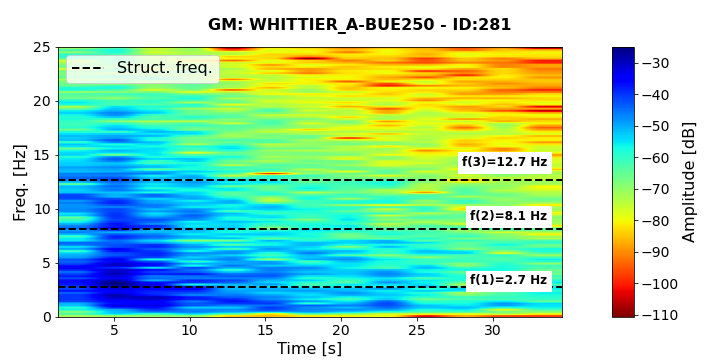 GM: WHITTIER_A-BUE250 - ID:281
Freq. [Hz]
25
20
15
10
5
0
Struct. freq.
f(3)=12.7 Hz
f(2)=8.1 Hz
f(1)=2.7 Hz
5
10
15
20
25
30
Time [s]
−30
−40
−50
−60
−70
−80
−90
−100
−110
Amplitude [dB]